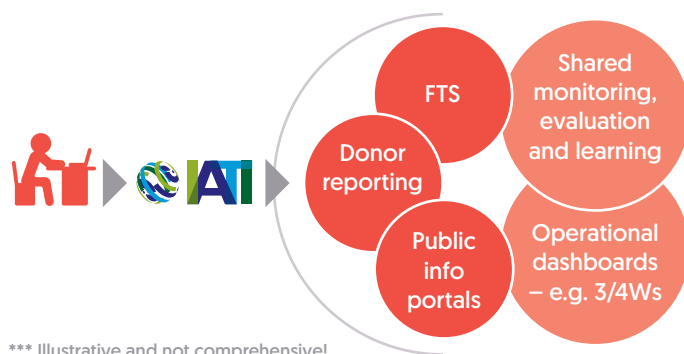 IATI
FTS
Donor
reporting
Public
info
portals
Shared
monitoring,
evaluation
and learning
Operational
dashboards
– e.g. 3/4Ws
*** Illustrative and not comprehensive!